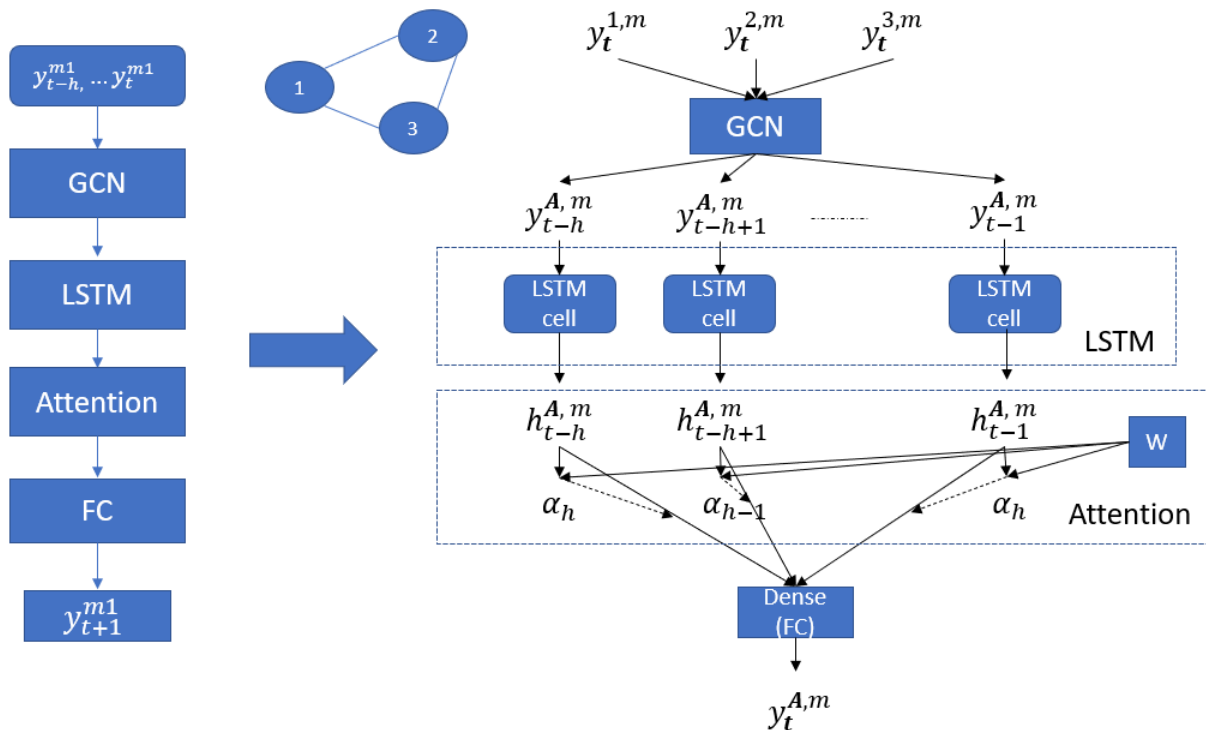 y_{t-h}^{m1}, … y_t^{m1}
GCN
LSTM
Attention
FC
y_{t+1}^{m1}
1
2
3
y_t^{1,m}
y_t^{2,m}
y_t^{3,m}
GCN
y_{t-h}^{A,m}
y_{t-h+1}^{A,m}
y_{t-1}^{A,m}
LSTM
cell
LSTM
cell
LSTM
cell
LSTM
h_{t-h}^{A,m}
h_{t-h+1}^{A,m}
h_{t-1}^{A,m}
W
α_h
α_{h-1}
α_h
Attention
Dense
(FC)
y_t^{A,m}